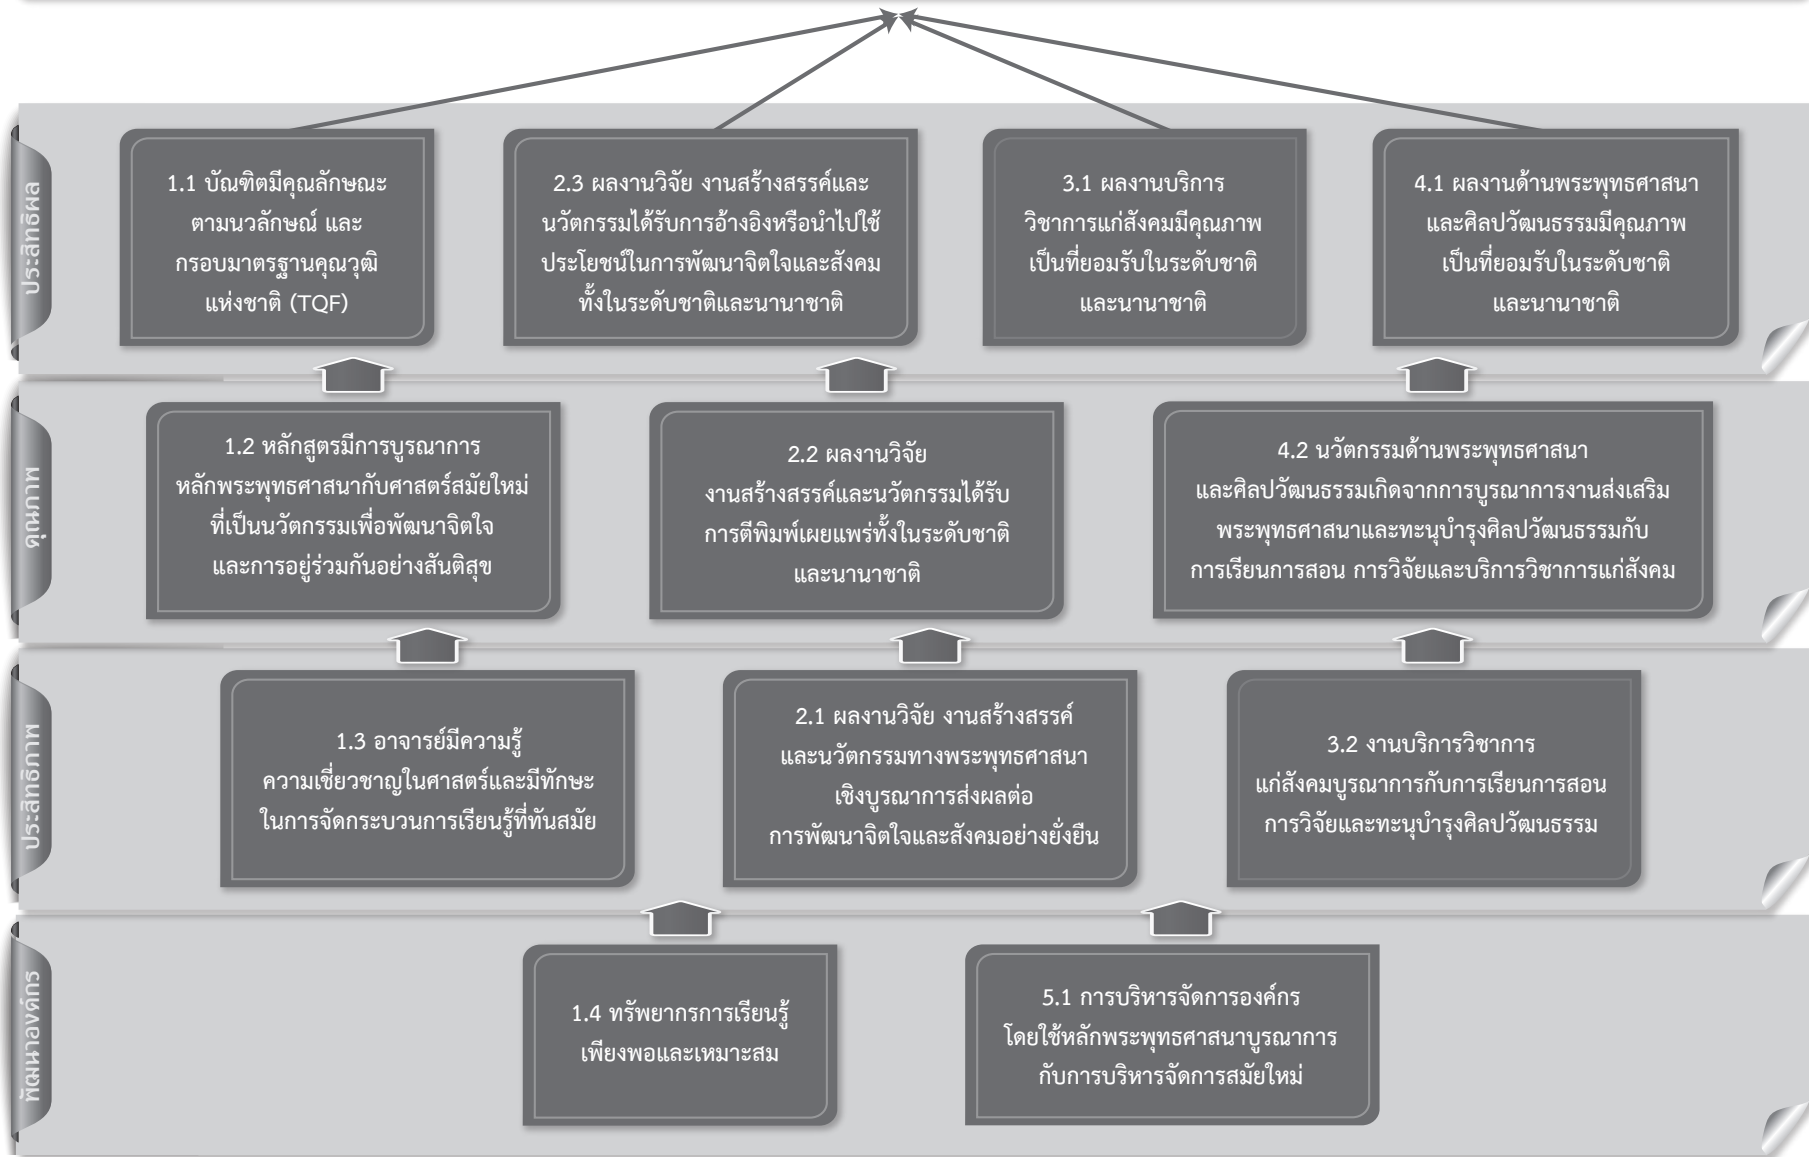 ประสิทธิผล
1.1 บัณฑิตมีคุณลักษณะ
ตามนวลักษณ์ และ
กรอบมาตรฐานคุณวุฒิ
แห่งชาติ (TQF)
2.3 ผลงานวิจัย งานสร้างสรรค์และ
นวัตกรรมได้รับการอ้างอิงหรือนำไปใช้
ประโยชน์ในการพัฒนาจิตใจและสังคม
ทั้งในระดับชาติและนานาชาติ
3.1 ผลงานบริการ
วิชาการแก่สังคมมีคุณภาพ
เป็นที่ยอมรับในระดับชาติ
และนานาชาติ
4.1 ผลงานด้านพระพุทธศาสนา
และศิลปวัฒนธรรมมีคุณภาพ
เป็นที่ยอมรับในระดับชาติ
และนานาชาติ
คุณภาพ
1.2 หลักสูตรมีการบูรณาการ
หลักพระพุทธศาสนากับศาสตร์สมัยใหม่
ที่เป็นนวัตกรรมเพื่อพัฒนาจิตใจ
และการอยู่ร่วมกันอย่างสันติสุข
2.2 ผลงานวิจัย
งานสร้างสรรค์และนวัตกรรมได้รับ
การตีพิมพ์เผยแพร่ทั้งในระดับชาติ
และนานาชาติ
4.2 นวัตกรรมด้านพระพุทธศาสนา
และศิลปวัฒนธรรมเกิดจากการบูรณาการงานส่งเสริม
พระพุทธศาสนาและทะนุบำรุงศิลปวัฒนธรรมกับ
การเรียนการสอน การวิจัยและบริการวิชาการแก่สังคม
ประสิทธิภาพ
1.3 อาจารย์มีความรู้
ความเชี่ยวชาญในศาสตร์และมีทักษะ
ในการจัดกระบวนการเรียนรู้ที่ทันสมัย
2.1 ผลงานวิจัย งานสร้างสรรค์
และนวัตกรรมทางพระพุทธศาสนา
เชิงบูรณาการส่งผลต่อ
การพัฒนาจิตใจและสังคมอย่างยั่งยืน
3.2 งานบริการวิชาการ
แก่สังคมบูรณาการกับการเรียนการสอน
การวิจัยและทะนุบำรุงศิลปวัฒนธรรม
พัฒนาองค์กร
1.4 ทรัพยากรการเรียนรู้
เพียงพอและเหมาะสม
5.1 การบริหารจัดการองค์กร
โดยใช้หลักพระพุทธศาสนาบูรณาการ
กับการบริหารจัดการสมัยใหม่